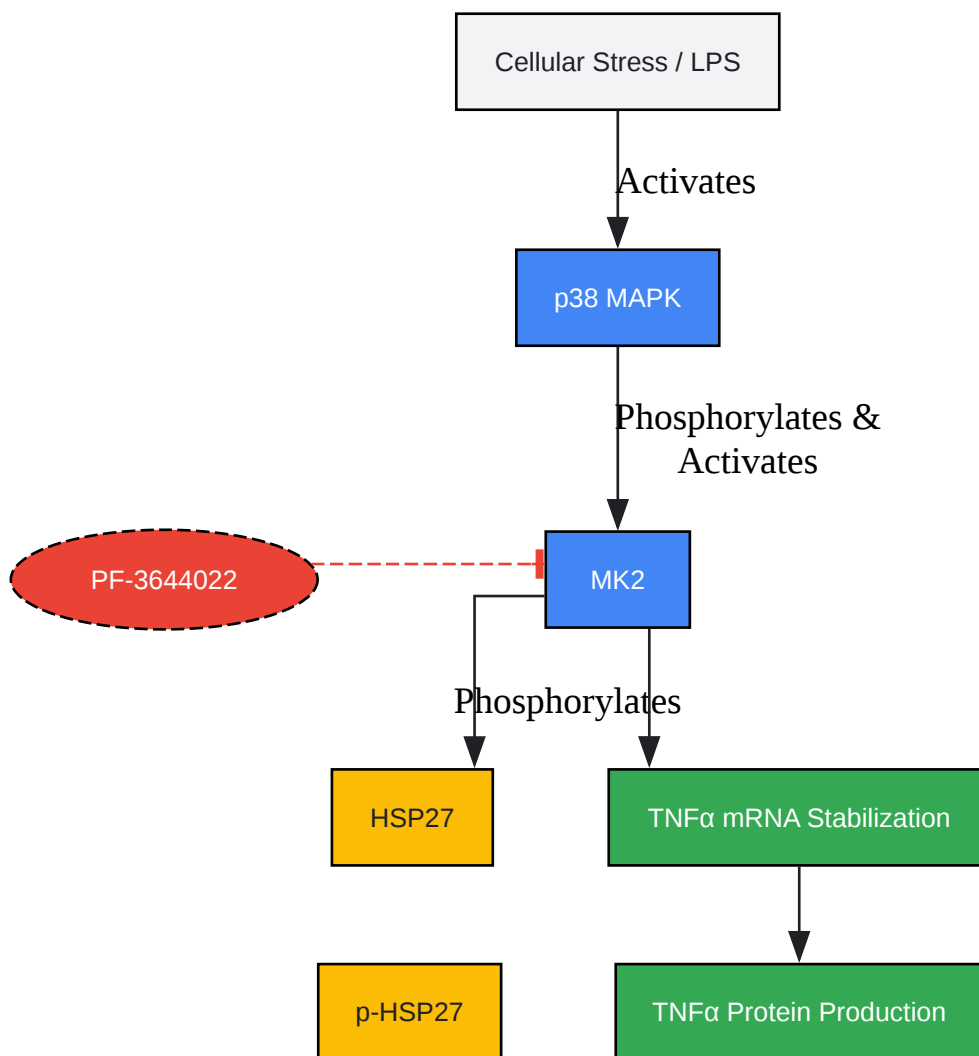 Cellular Stress / LPS
Activates
p38 MAPK
Phosphorylates &
Activates
PF-3644022
MK2
Phosphorylates
HSP27
TNFα mRNA Stabilization
p-HSP27
TNFα Protein Production